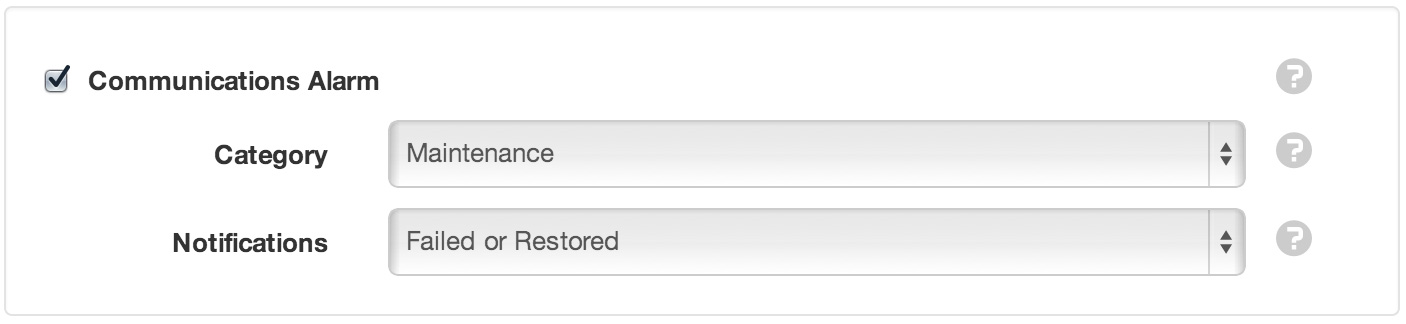 Communications Alarm ?
Category Maintenance ?
Notifications Failed or Restored ?